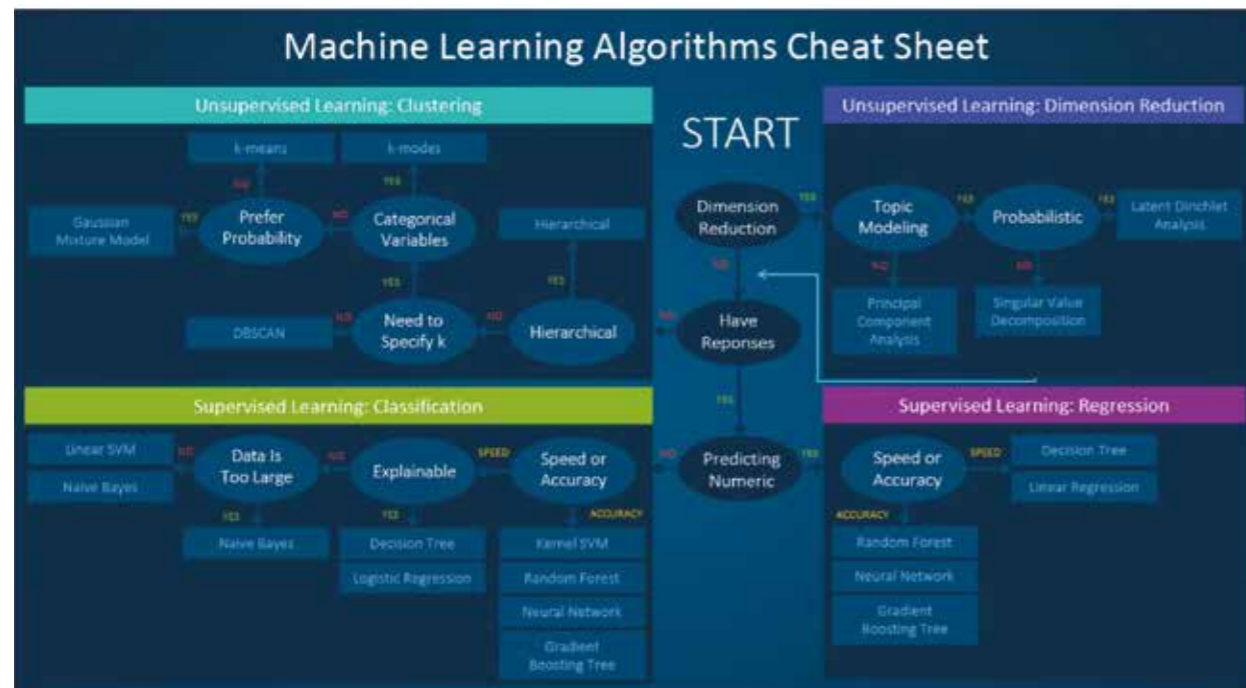 Machine Learning Algorithms Cheat Sheet
Unsupervised Learning: Clustering
START
Unsupervised Learning: Dimension Reduction
k-means
k-modes
NO
YES
Gaussian
Mixture Model
YES
Prefer
Probability
NO
Categorical
Variables
Hierarchical
YES
YES
DBSCAN
NO
Need to
Specify k
NO
Hierarchical
NO
Dimension
Reduction
YES
Topic
Modeling
YES
Probabilistic
YES
Latent Dirichlet
Analysis
NO
NO
NO
Have
Reponses
Principal
Component
Analysis
Singular Value
Decomposition
YES
Supervised Learning: Classification
Supervised Learning: Regression
Linear SVM
Naive Bayes
NO
Data Is
Too Large
NO
Explainable
SPEED
Speed or
Accuracy
NO
Predicting
Numeric
YES
Speed or
Accuracy
SPEED
Decision Tree
Linear Regression
YES
YES
ACCURACY
ACCURACY
Naive Bayes
Decision Tree
Logistic Regression
Kernel SVM
Random Forest
Neural Network
Gradient
Boosting Tree
Random Forest
Neural Network
Gradient
Boosting Tree